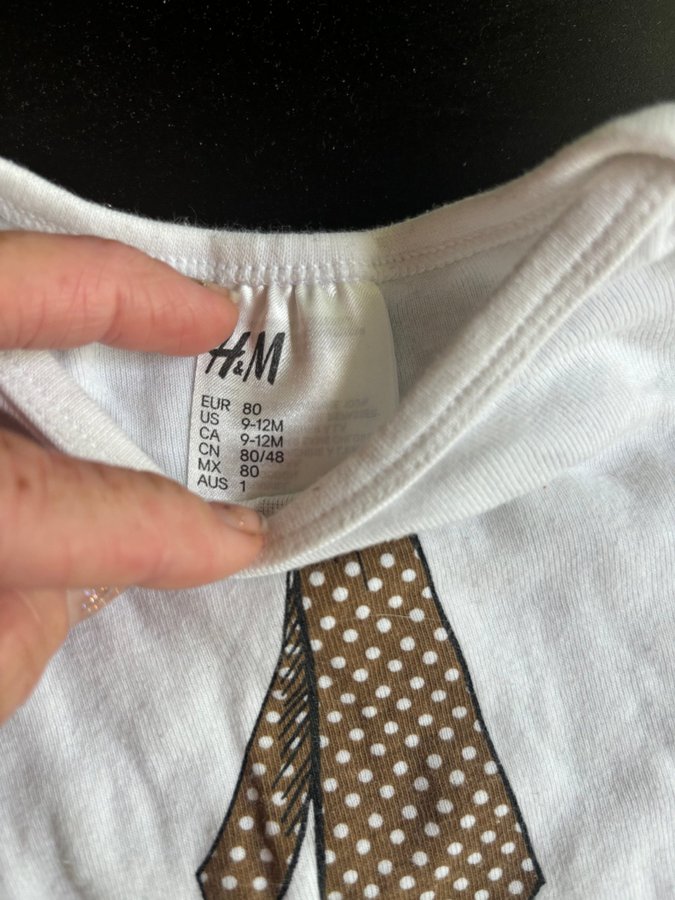 H&M
EUR 80
US 9-12M
CA 9-12M
CN 80/48
MX 80
AUS 1